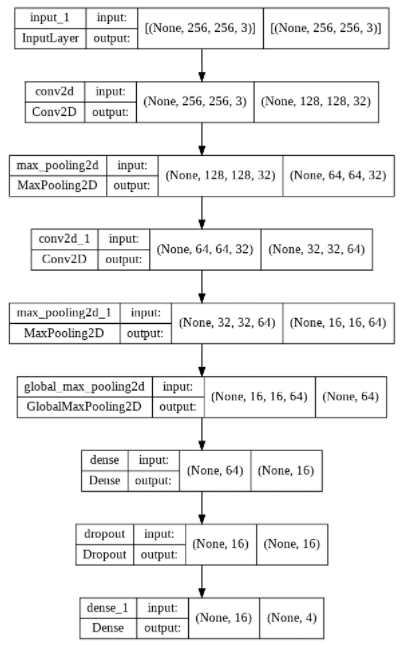 input_1 input: [(None, 256, 256, 3)] [(None, 256, 256, 3)]
InputLayer output:
conv2d input: (None, 256, 256, 3) (None, 128, 128, 32)
Conv2D output:
max_pooling2d input: (None, 128, 128, 32) (None, 64, 64, 32)
MaxPooling2D output:
conv2d_1 input: (None, 64, 64, 32) (None, 32, 32, 64)
Conv2D output:
max_pooling2d_1 input: (None, 32, 32, 64) (None, 16, 16, 64)
MaxPooling2D output:
global_max_pooling2d input: (None, 16, 16, 64) (None, 64)
GlobalMaxPooling2D output:
dense input: (None, 64) (None, 16)
Dense output:
dropout input: (None, 16) (None, 16)
Dropout output:
dense_1 input: (None, 16) (None, 4)
Dense output: